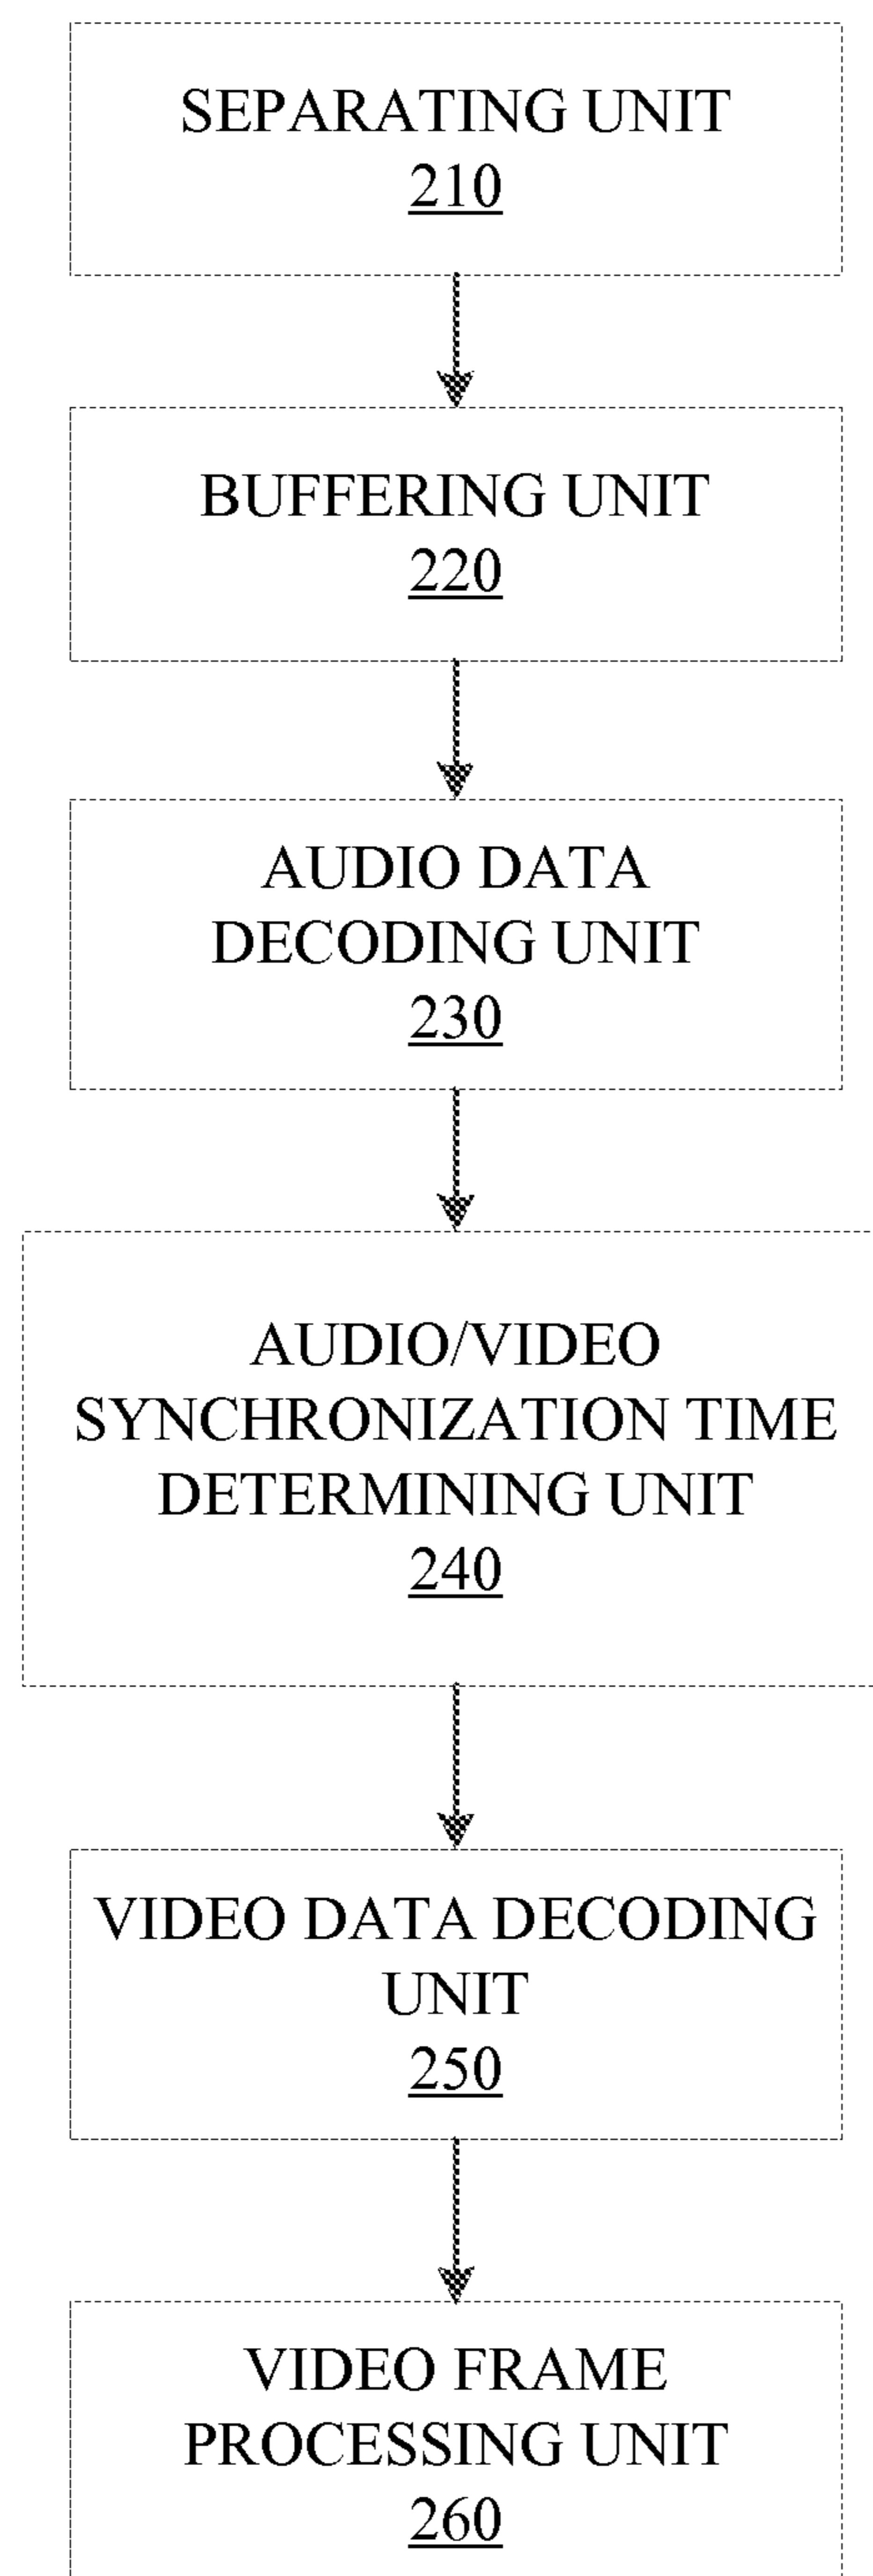 SEPARATING UNIT
210
BUFFERING UNIT
220
AUDIO DATA
DECODING UNIT
230
AUDIO/VIDEO
SYNCHRONIZATION TIME
DETERMINING UNIT
240
VIDEO DATA DECODING
UNIT
250
VIDEO FRAME
PROCESSING UNIT
260